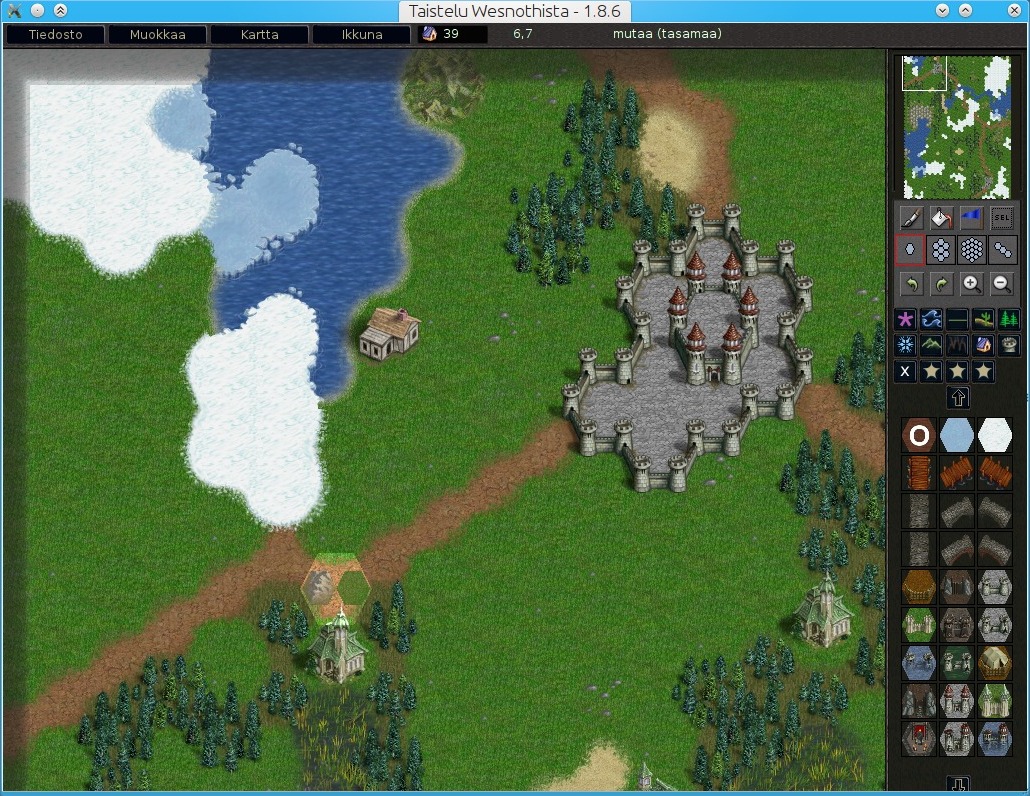 Taistelu Wesnothista - 1.8.6
Tiedosto Muokkaa Kartta Ikkuna 39 6,7 mutaa (tasamaa)
SEL
X